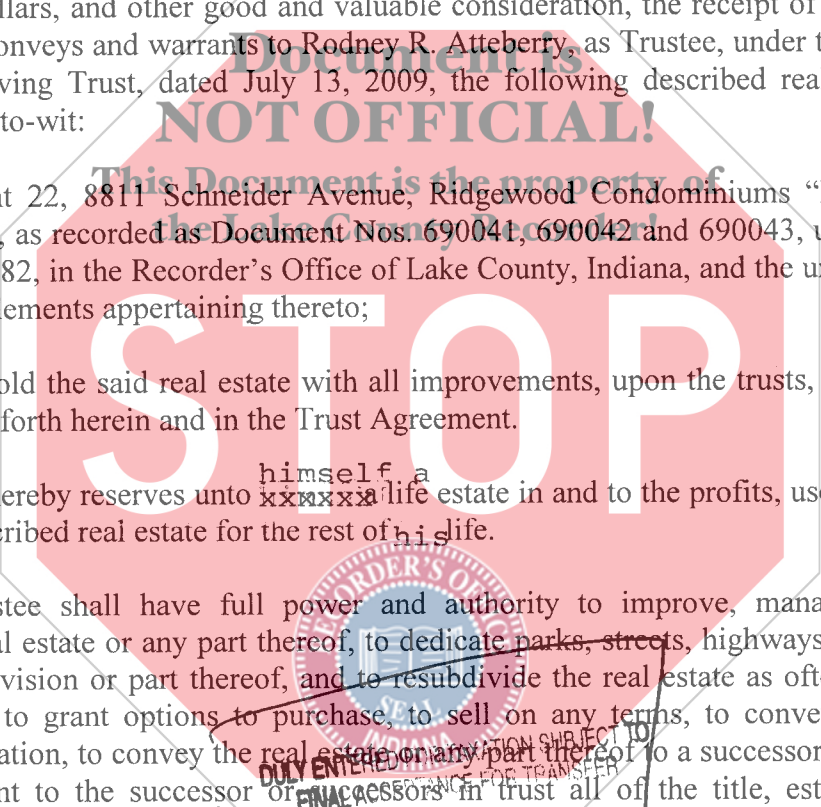 llars, and other good and valuable consideration, the receipt of
onveys and warrants to Rodney R. Atteberry, as Trustee, under t
Document is
ving Trust, dated July 13, 2009, the following described real
to-wit:
NOT OFFICIAL!
This Document is the property of
t 22, 8811 Schneider Avenue, Ridgewood Condominiums “
the Lake County Recorder!
, as recorded as Document Nos. 690041, 690042 and 690043, u
82, in the Recorder’s Office of Lake County, Indiana, and the u
lements appertaining thereto;
STOP
old the said real estate with all improvements, upon the trusts,
forth herein and in the Trust Agreement.
himself a
ereby reserves unto xxxxxxa life estate in and to the profits, us
cribed real estate for the rest of his life.
RECORDER'S OFFICE
stee shall have full power and authority to improve, mana
al estate or any part thereof, to dedicate parks, streets, highways
vision or part thereof, and to resubdivide the real estate as oft
SEAL
to grant options to purchase, to sell on any terms, to conve
INDIANA
ation, to convey the real estate or any part thereof to a successor
DULY ENTERED FOR TAXATION SUBJECT TO
FINAL ACCEPTANCE FOR TRANSFER
nt to the successor or successors in trust all of the title, est